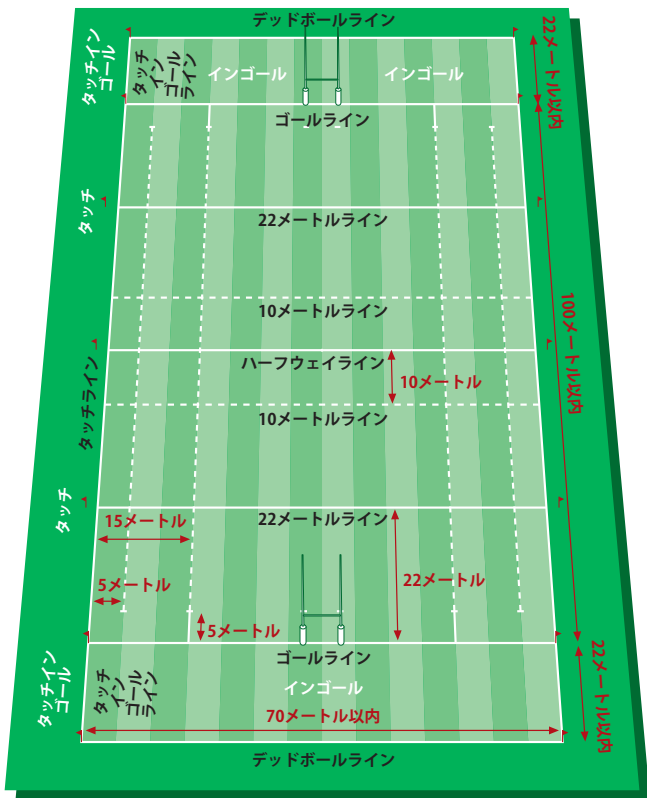 デッドボールライン
タッチイン
ゴール
タッチ
イン
ゴール
ライン
インゴール
インゴール
22メートル以内
ゴールライン
タッチ
22メートルライン
10メートルライン
100メートル以内
ハーフウェイライン
10メートル
タッチライン
10メートルライン
タッチ
22メートルライン
15メートル
5メートル
22メートル
5メートル
ゴールライン
タッチイン
ゴール
タッチ
イン
ゴール
ライン
インゴール
22メートル以内
70メートル以内
デッドボールライン